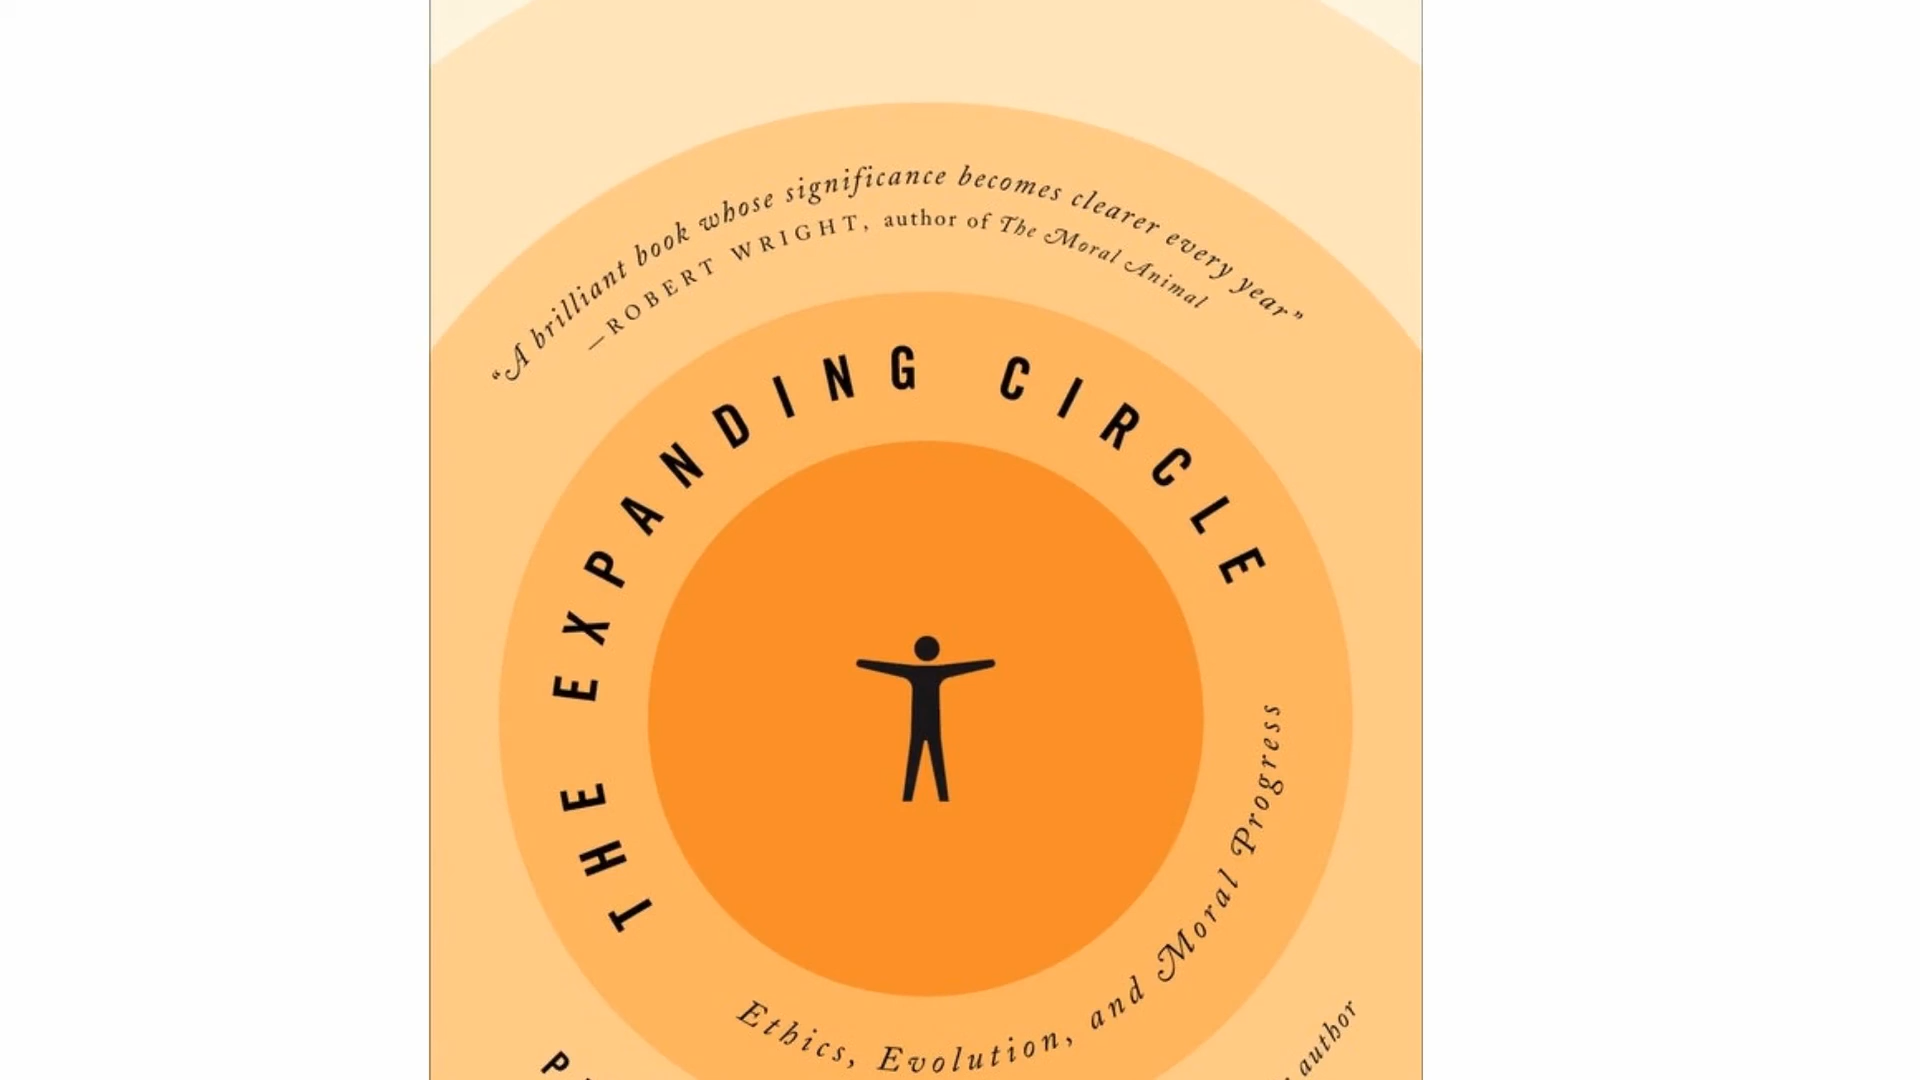 “A brilliant book whose significance becomes clearer every year”
—ROBERT WRIGHT, author of The Moral Animal
THE EXPANDING CIRCLE
Ethics, Evolution, and Moral Progress
author